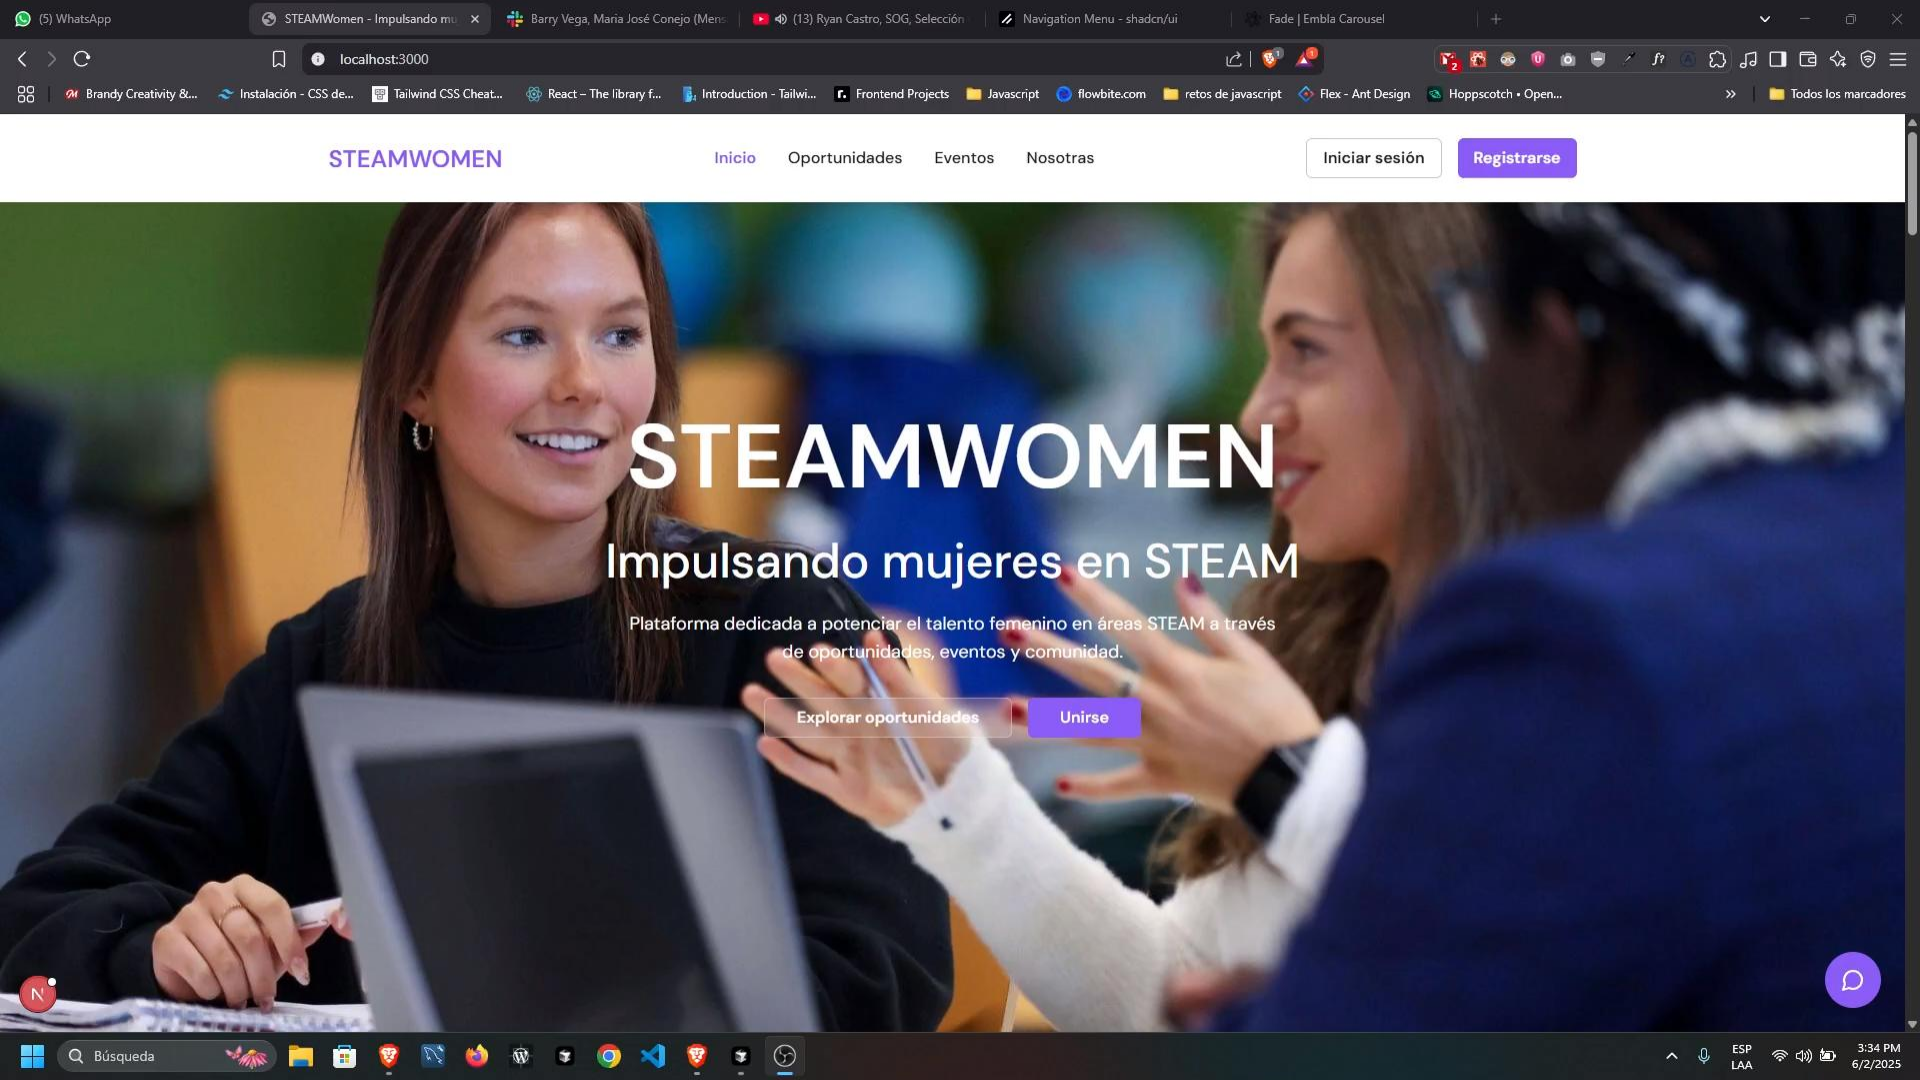 (5) WhatsApp
STEAMWomen - Impulsando mu
Barry Vega, Maria José Conejo (Mens
(13) Ryan Castro, SOG, Selección
Navigation Menu - shadcn/ui
Fade | Embla Carousel
localhost:3000
1
1
2
Brandy Creativity &...
Instalación - CSS de...
Tailwind CSS Cheat...
React – The library f...
Introduction - Tailwi...
Frontend Projects
Javascript
flowbite.com
retos de javascript
Flex - Ant Design
Hoppscotch • Open...
Todos los marcadores
STEAMWOMEN
Inicio
Oportunidades
Eventos
Nosotras
Iniciar sesión
Registrarse
STEAMWOMEN
Impulsando mujeres en STEAM
Plataforma dedicada a potenciar el talento femenino en áreas STEAM a través
de oportunidades, eventos y comunidad.
Explorar oportunidades
Unirse
N
Búsqueda
ESP
LAA
3:34 PM
6/2/2025